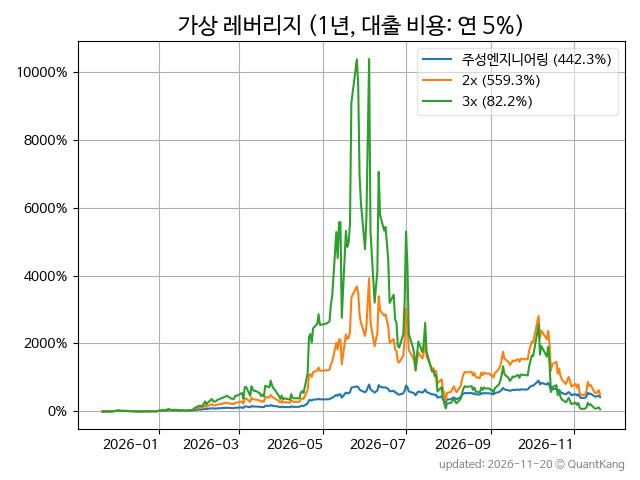 가상 레버리지 (1년, 대출 비용: 연 5%)
주성엔지니어링 (442.3%)
2x (559.3%)
3x (82.2%)
10000%
8000%
6000%
4000%
2000%
0%
2026-01 2026-03 2026-05 2026-07 2026-09 2026-11
updated: 2026-11-20 © QuantKang